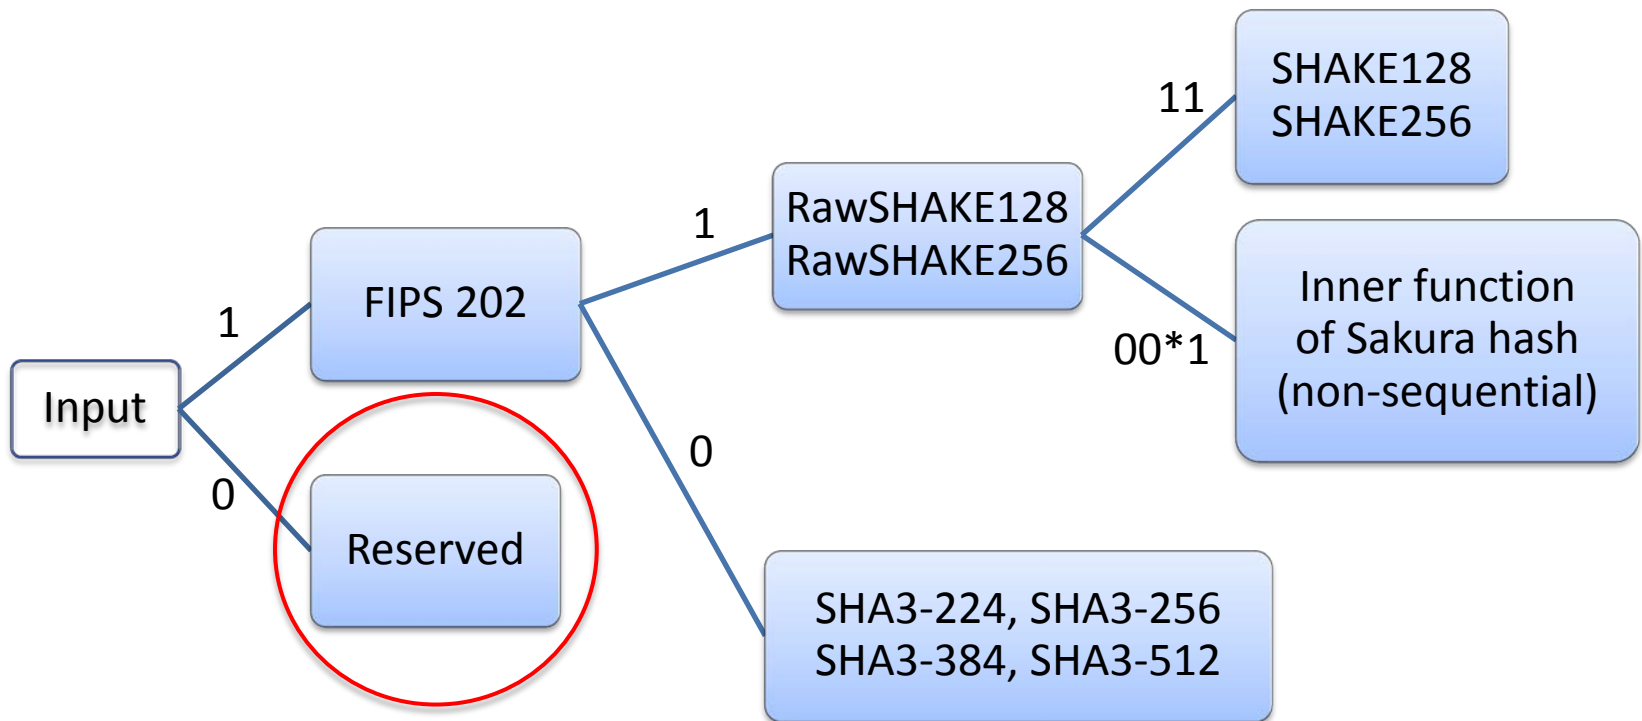 Input
1
0
FIPS 202
Reserved
1
0
RawSHAKE128
RawSHAKE256
SHA3-224, SHA3-256
SHA3-384, SHA3-512
11
00*1
SHAKE128
SHAKE256
Inner function
of Sakura hash
(non-sequential)